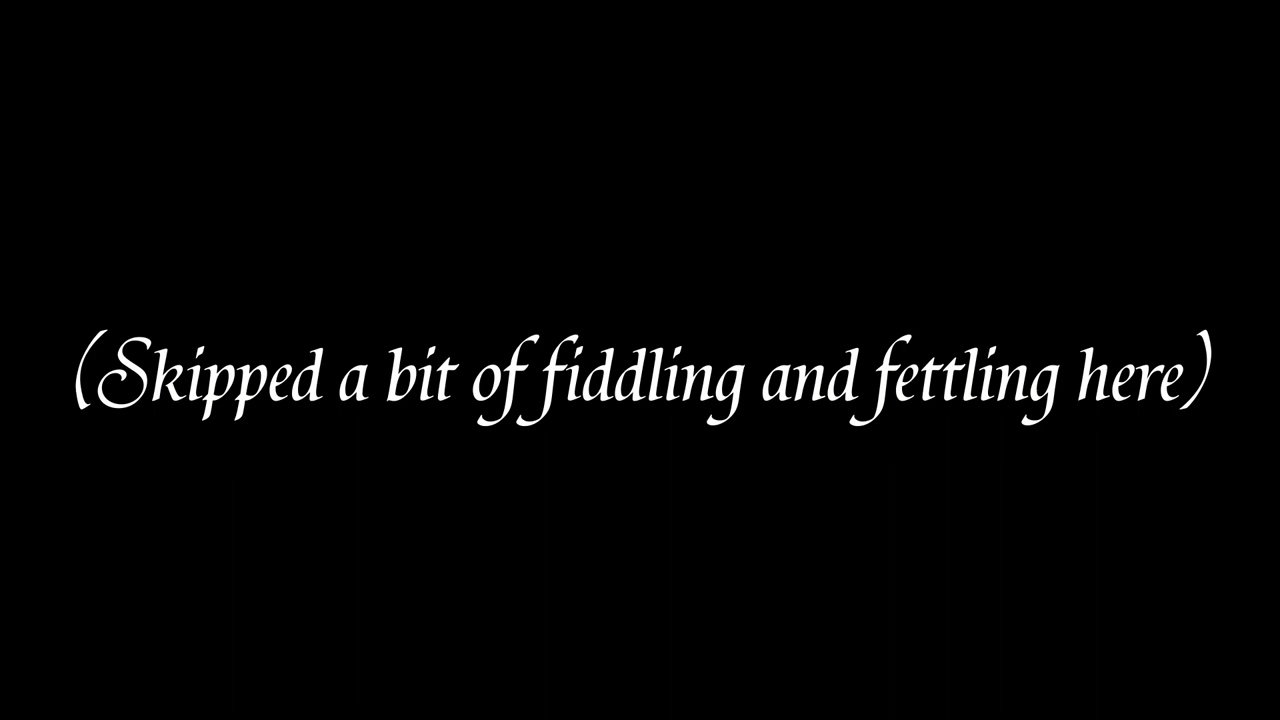 (Skipped a bit of fiddling and fettling here)